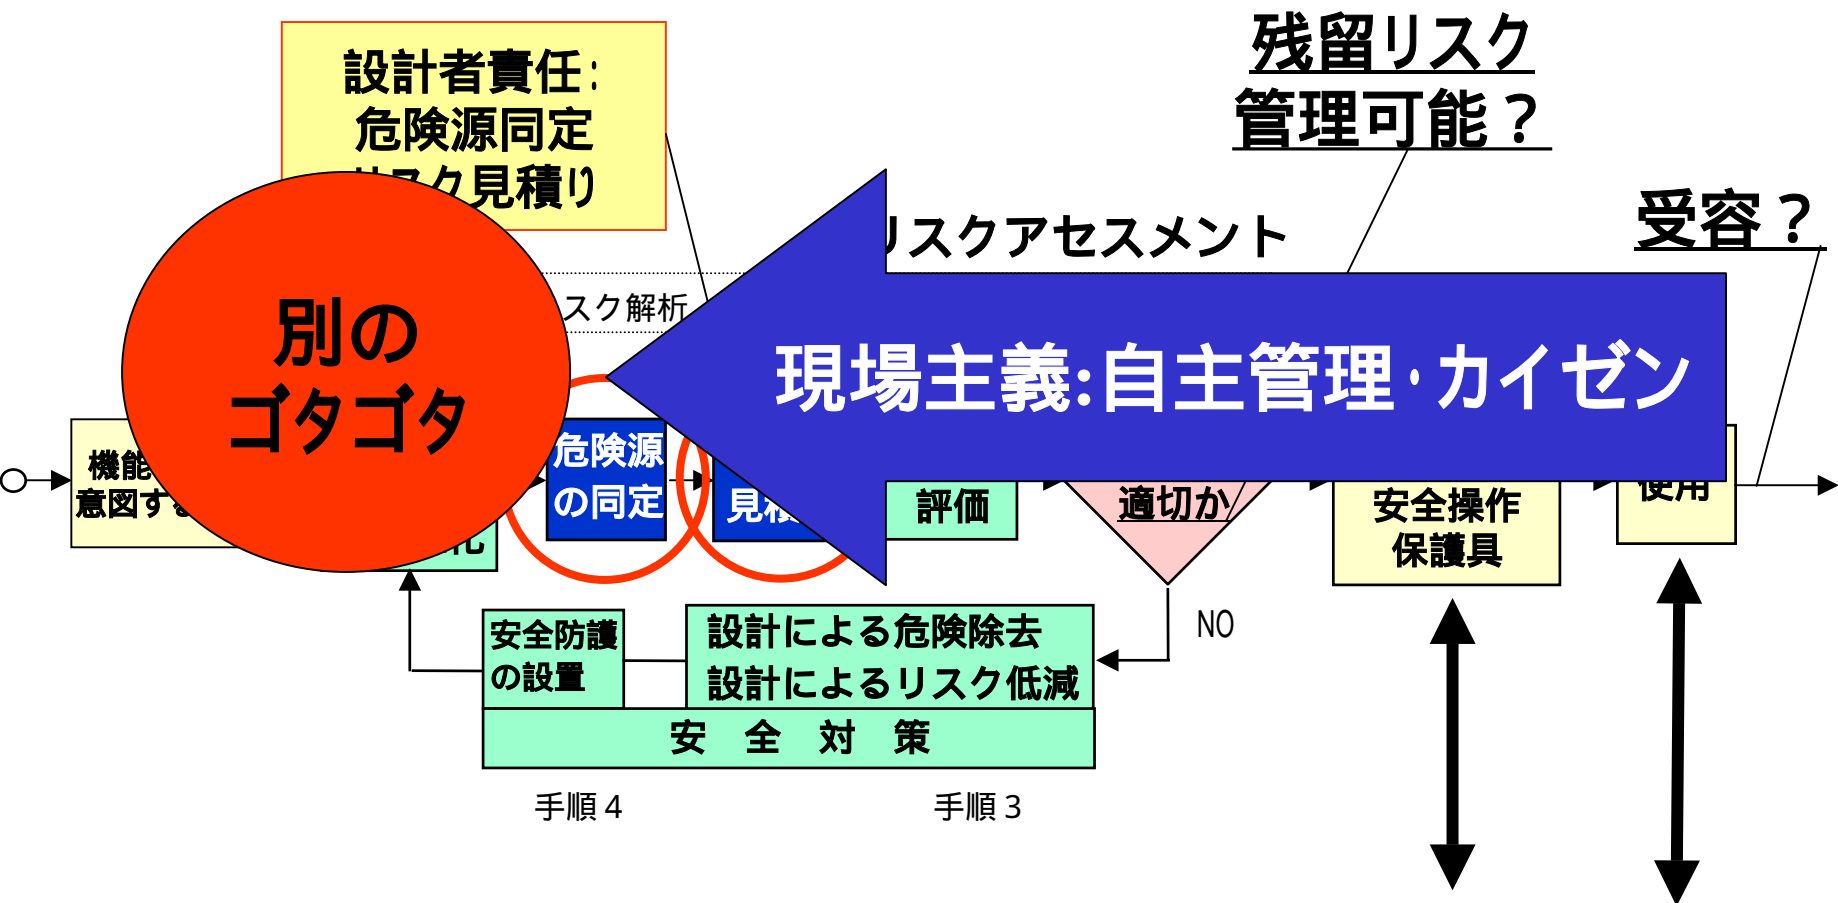 設計者責任：
危険源同定
リスク見積り
残留リスク
管理可能？
受容？
リスクアセスメント
スク解析
別の
ゴタゴタ
現場主義:自主管理・カイゼン
機能
意図する
危険源
の同定
見積
評価
適切か
安全操作
保護具
使用
化
NO
安全防護
の設置
設計による危険除去
設計によるリスク低減
安　全　対　策
手順４
手順３